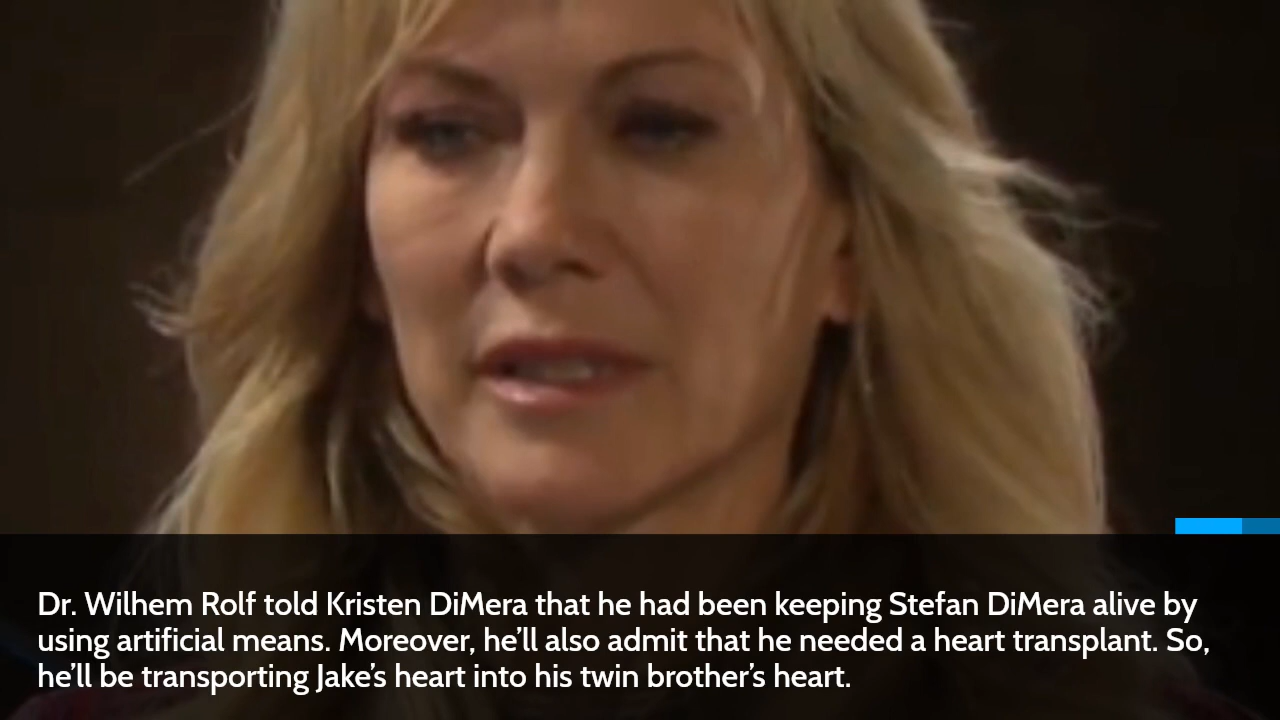 Dr. Wilhem Rolf told Kristen DiMera that he had been keeping Stefan DiMera alive by
using artificial means. Moreover, he’ll also admit that he needed a heart transplant. So,
he’ll be transporting Jake’s heart into his twin brother’s heart.